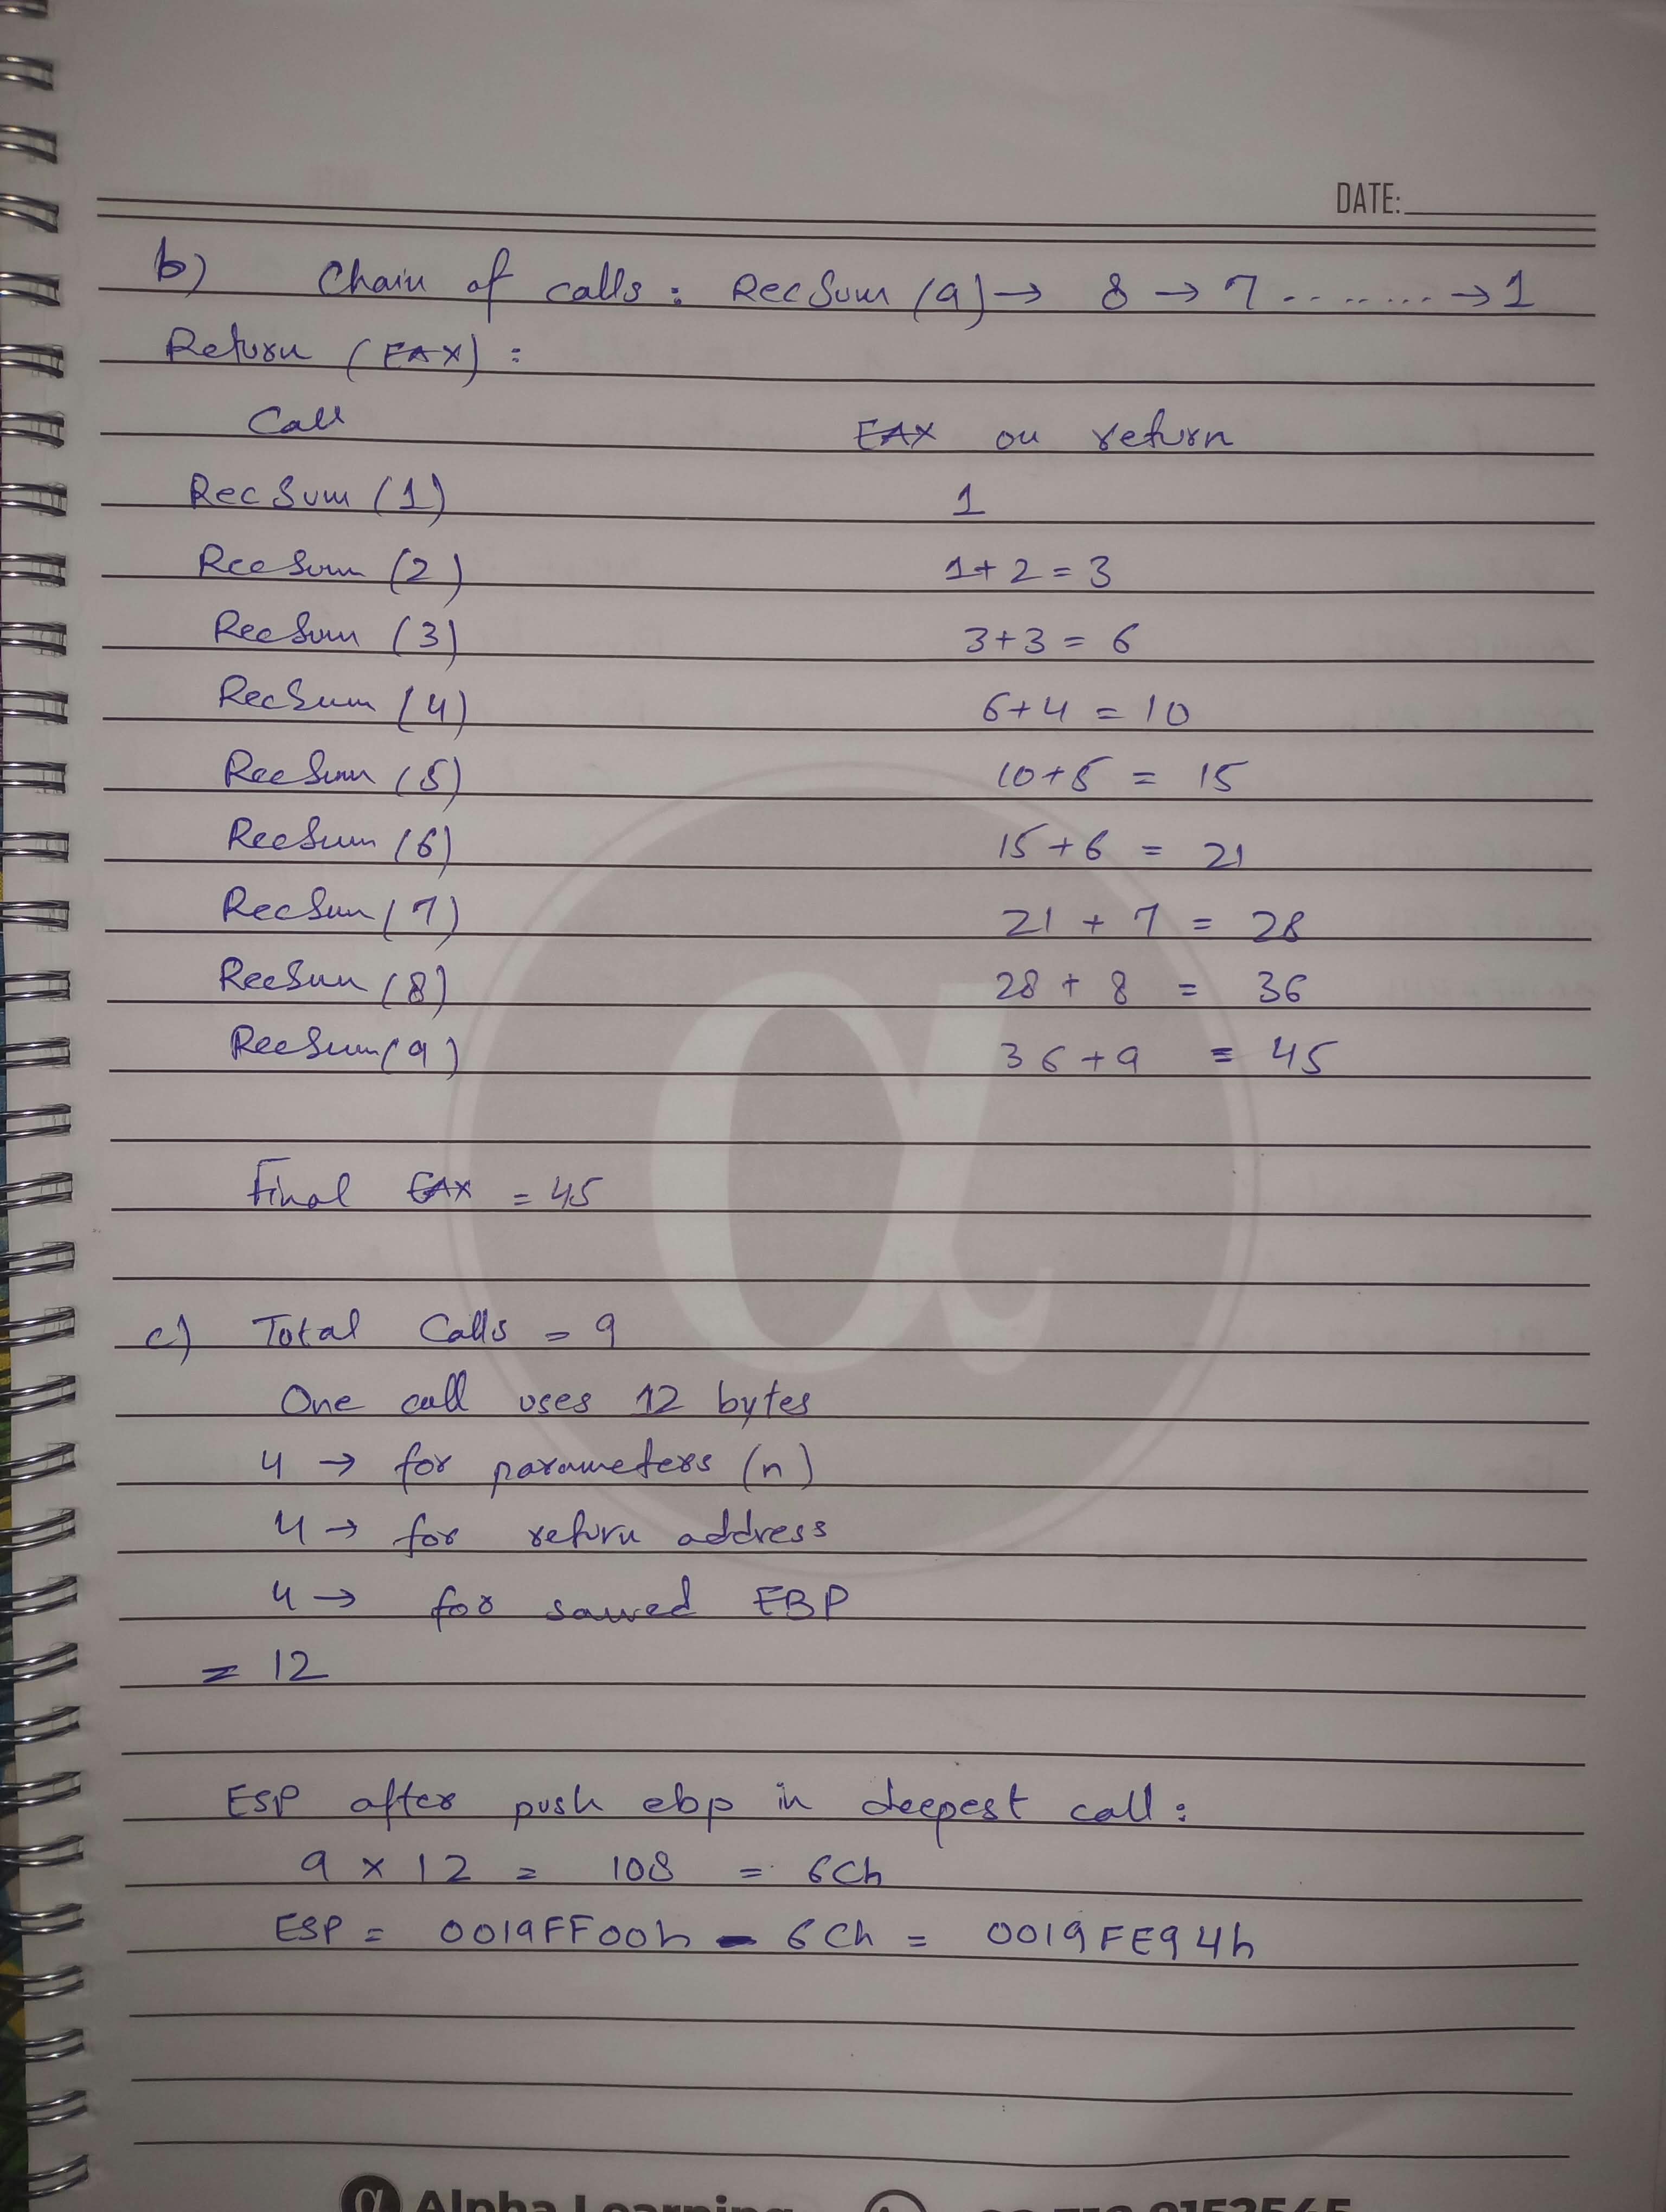 DATE:
b) Chain of calls : RecSum (9) → 8 → 7 ......... → 1
Return (EAX) :
Call EAX on return
RecSum (1) 1
RecSum (2) 1+2 = 3
RecSum (3) 3+3 = 6
RecSum (4) 6+4 = 10
RecSum (5) 10+5 = 15
RecSum (6) 15+6 = 21
RecSum (7) 21 + 7 = 28
RecSum (8) 28 + 8 = 36
RecSum (9) 36+9 = 45
Final EAX = 45
c) Total Calls = 9
One call uses 12 bytes
4 → for parameters (n)
4 → for return address
4 → for saved EBP
= 12
ESP after push ebp in deepest call :
9 x 12 = 108 = 6Ch
ESP = 0019FF00h - 6Ch = 0019FE94h
α Alpha Learning